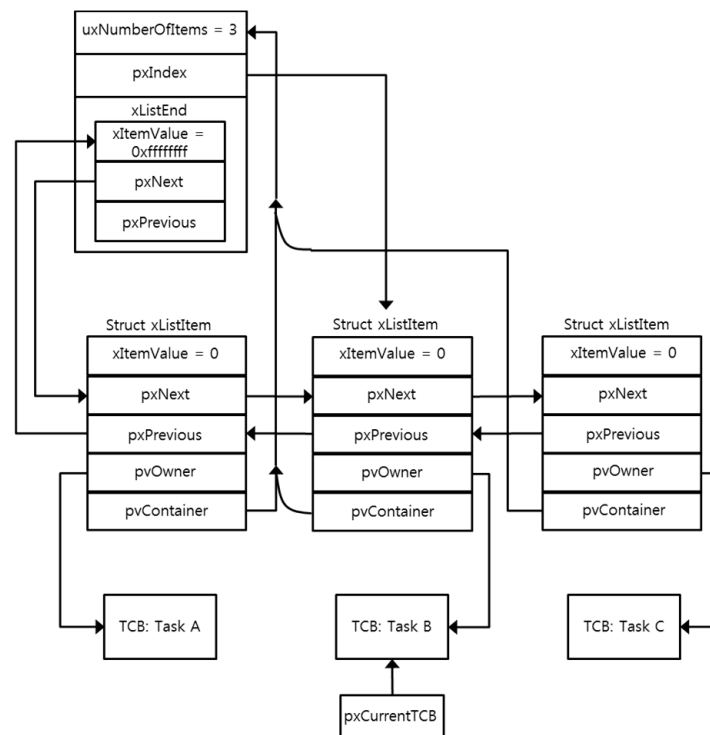 uxNumberOfItems = 3
pxIndex
xListEnd
xItemValue =
0xffffffff
pxNext
pxPrevious
Struct xListItem
xItemValue = 0
pxNext
pxPrevious
pvOwner
pvContainer
Struct xListItem
xItemValue = 0
pxNext
pxPrevious
pvOwner
pvContainer
Struct xListItem
xItemValue = 0
pxNext
pxPrevious
pvOwner
pvContainer
TCB: Task A
TCB: Task B
TCB: Task C
pxCurrentTCB